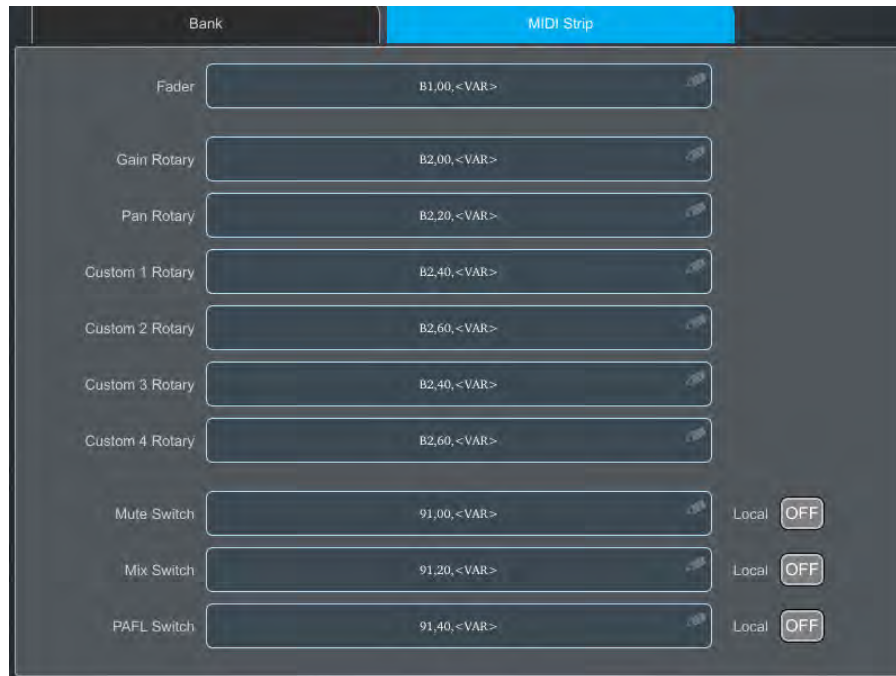 Bank MIDI Strip
Fader B1,00,<VAR>
Gain Rotary B2,00,<VAR>
Pan Rotary B2,20,<VAR>
Custom 1 Rotary B2,40,<VAR>
Custom 2 Rotary B2,60,<VAR>
Custom 3 Rotary B2,40,<VAR>
Custom 4 Rotary B2,60,<VAR>
Mute Switch 91,00,<VAR> Local OFF
Mix Switch 91,20,<VAR> Local OFF
PAFL Switch 91,40,<VAR> Local OFF